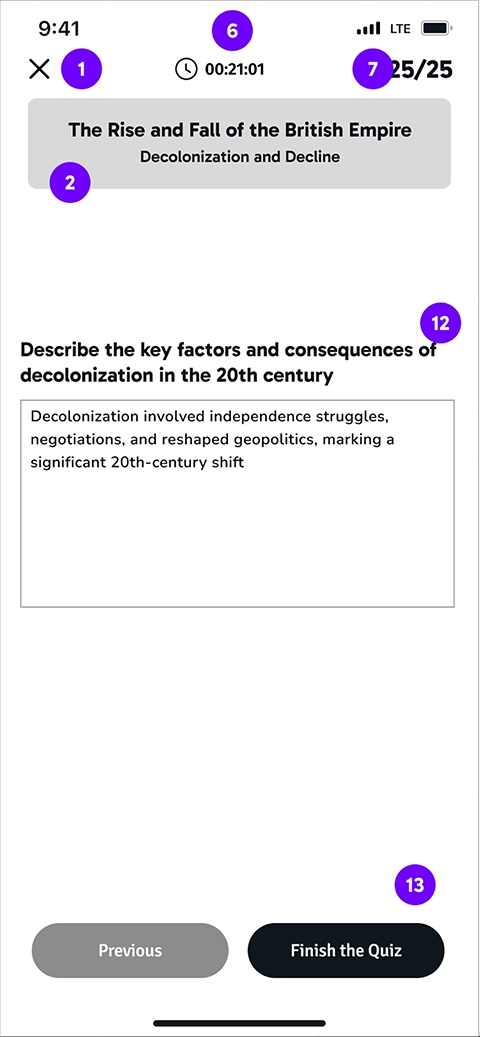 6
9:41
LTE
1
00:21:01
7
25/25
The Rise and Fall of the British Empire
Decolonization and Decline
2
12
Describe the key factors and consequences of
decolonization in the 20th century
Decolonization involved independence struggles,
negotiations, and reshaped geopolitics, marking a
significant 20th-century shift
13
Previous
Finish the Quiz